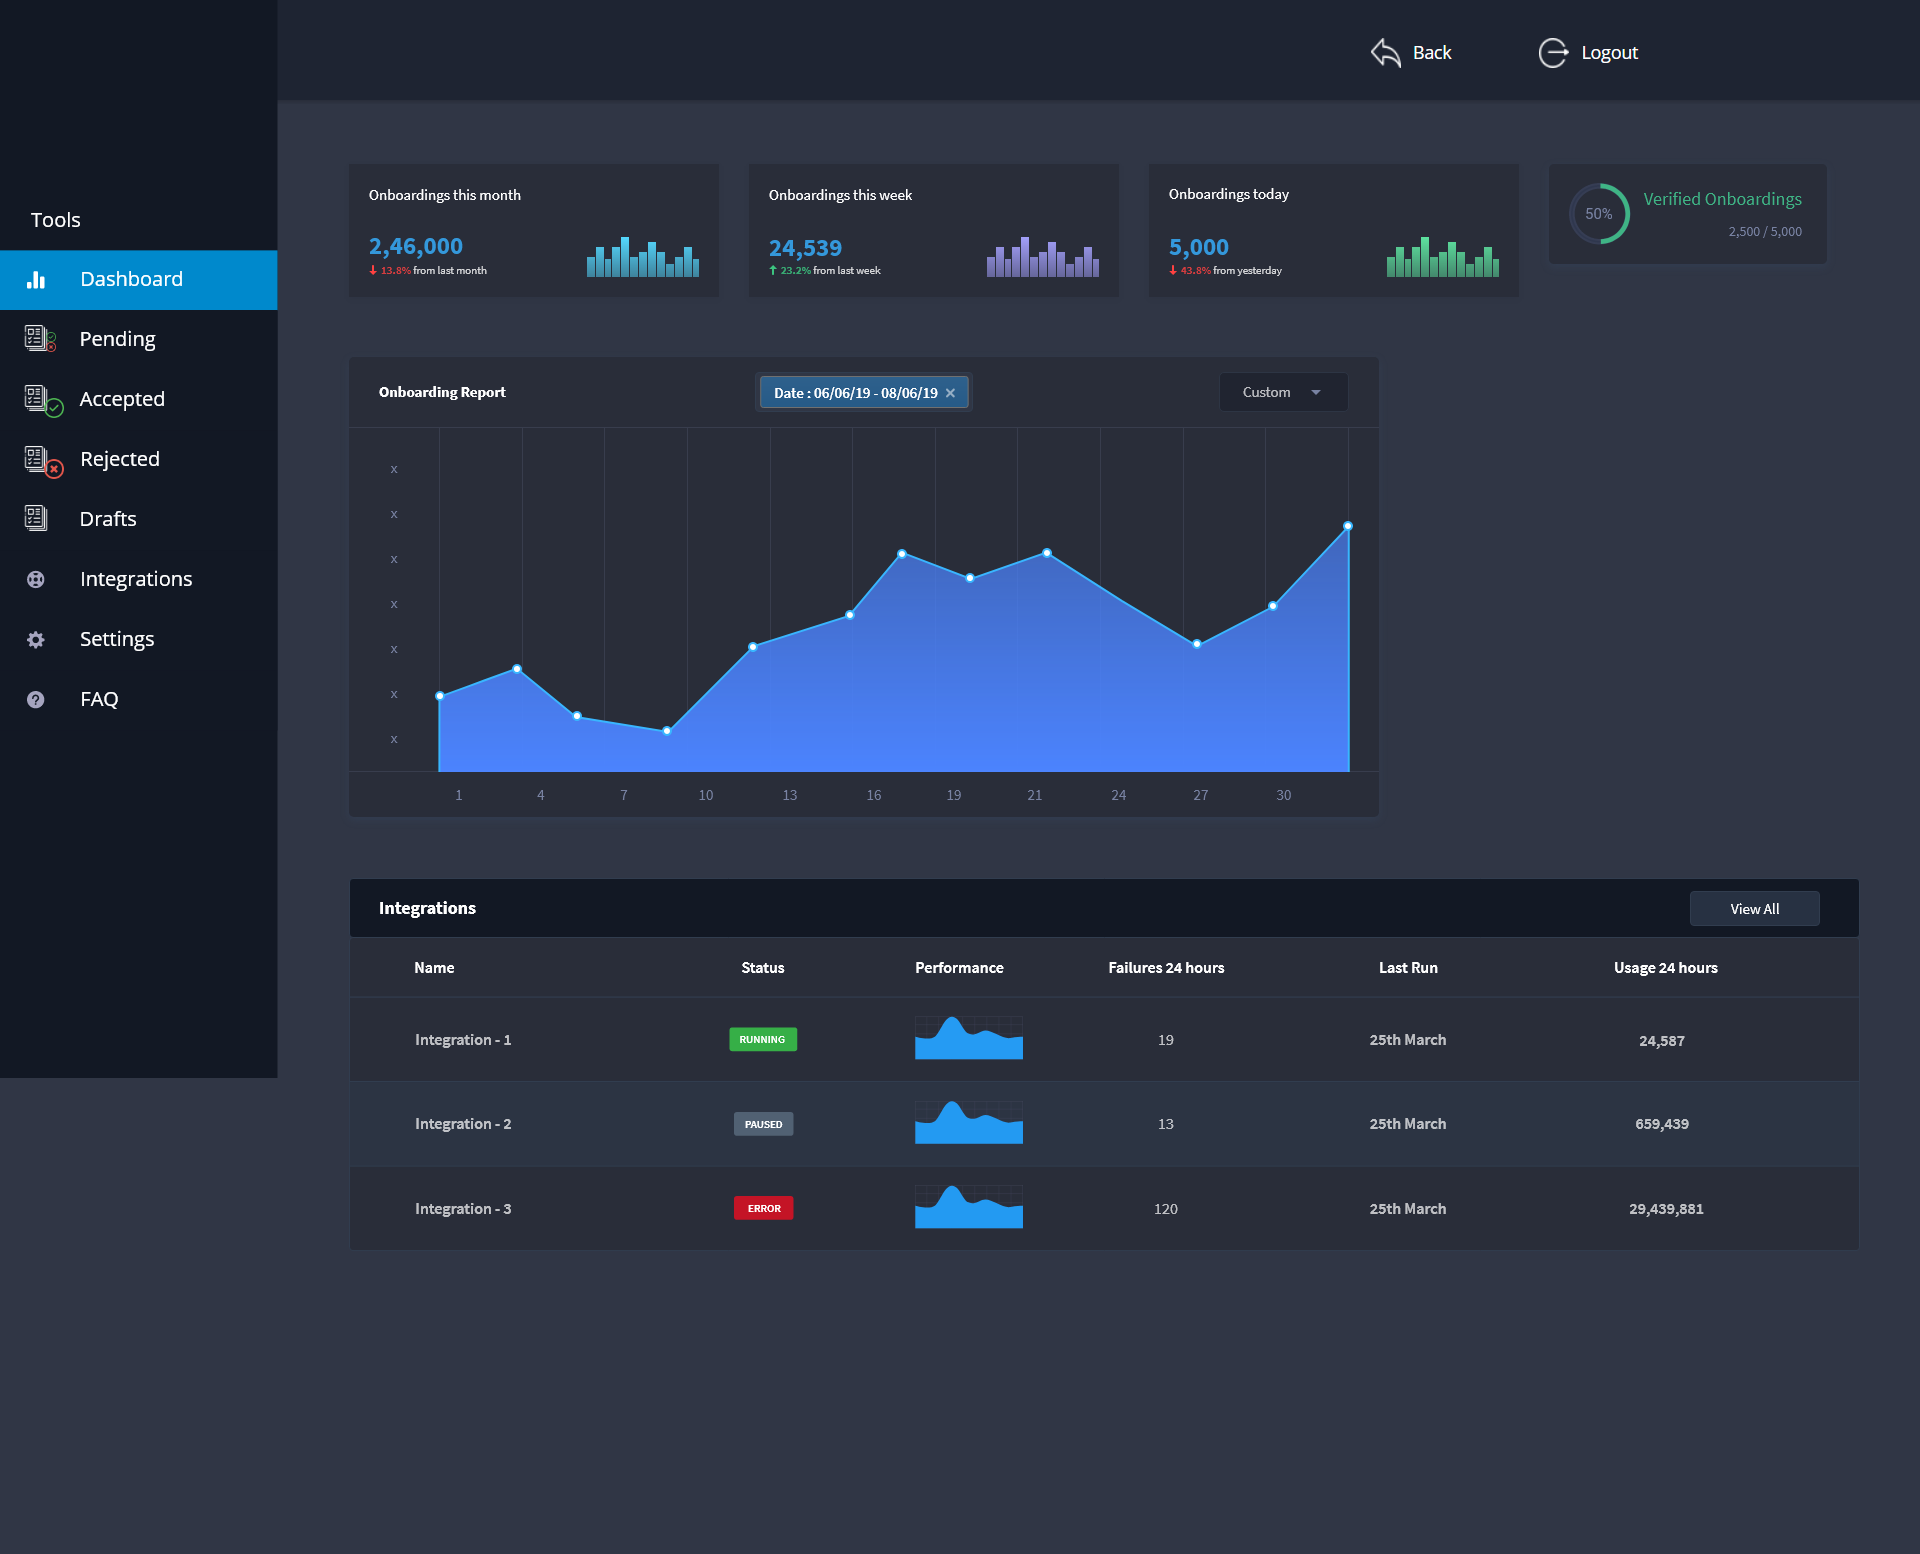 Back
Logout
Tools
Dashboard
Pending
Accepted
Rejected
Drafts
Integrations
Settings
FAQ
Onboardings this month
2,46,000
13.8% from last month
Onboardings this week
24,539
23.2% from last week
Onboardings today
5,000
43.8% from yesterday
50%
Verified Onboardings
2,500 / 5,000
Onboarding Report
Date : 06/06/19 - 08/06/19 ×
Custom
x
x
x
x
x
x
x
1 4 7 10 13 16 19 21 24 27 30
Integrations
View All
Name Status Performance Failures 24 hours Last Run Usage 24 hours
Integration - 1 RUNNING 19 25th March 24,587
Integration - 2 PAUSED 13 25th March 659,439
Integration - 3 ERROR 120 25th March 29,439,881